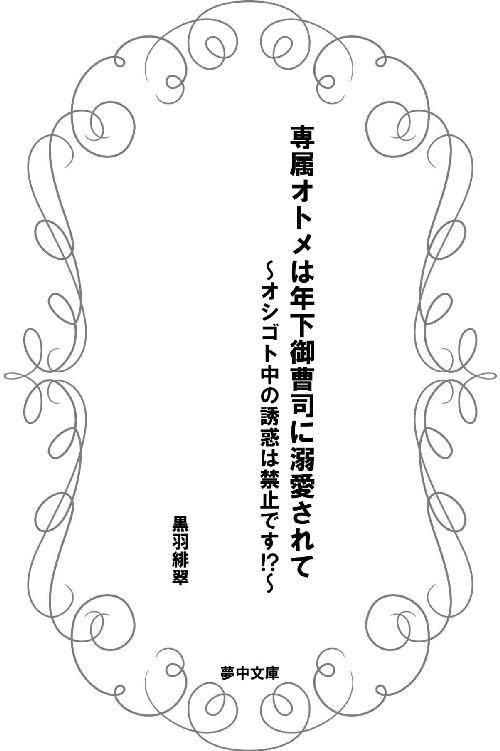 専属オトメは年下御曹司に溺愛されて
～オシゴト中の誘惑は禁止です!?～
黒羽緋翠
夢中文庫